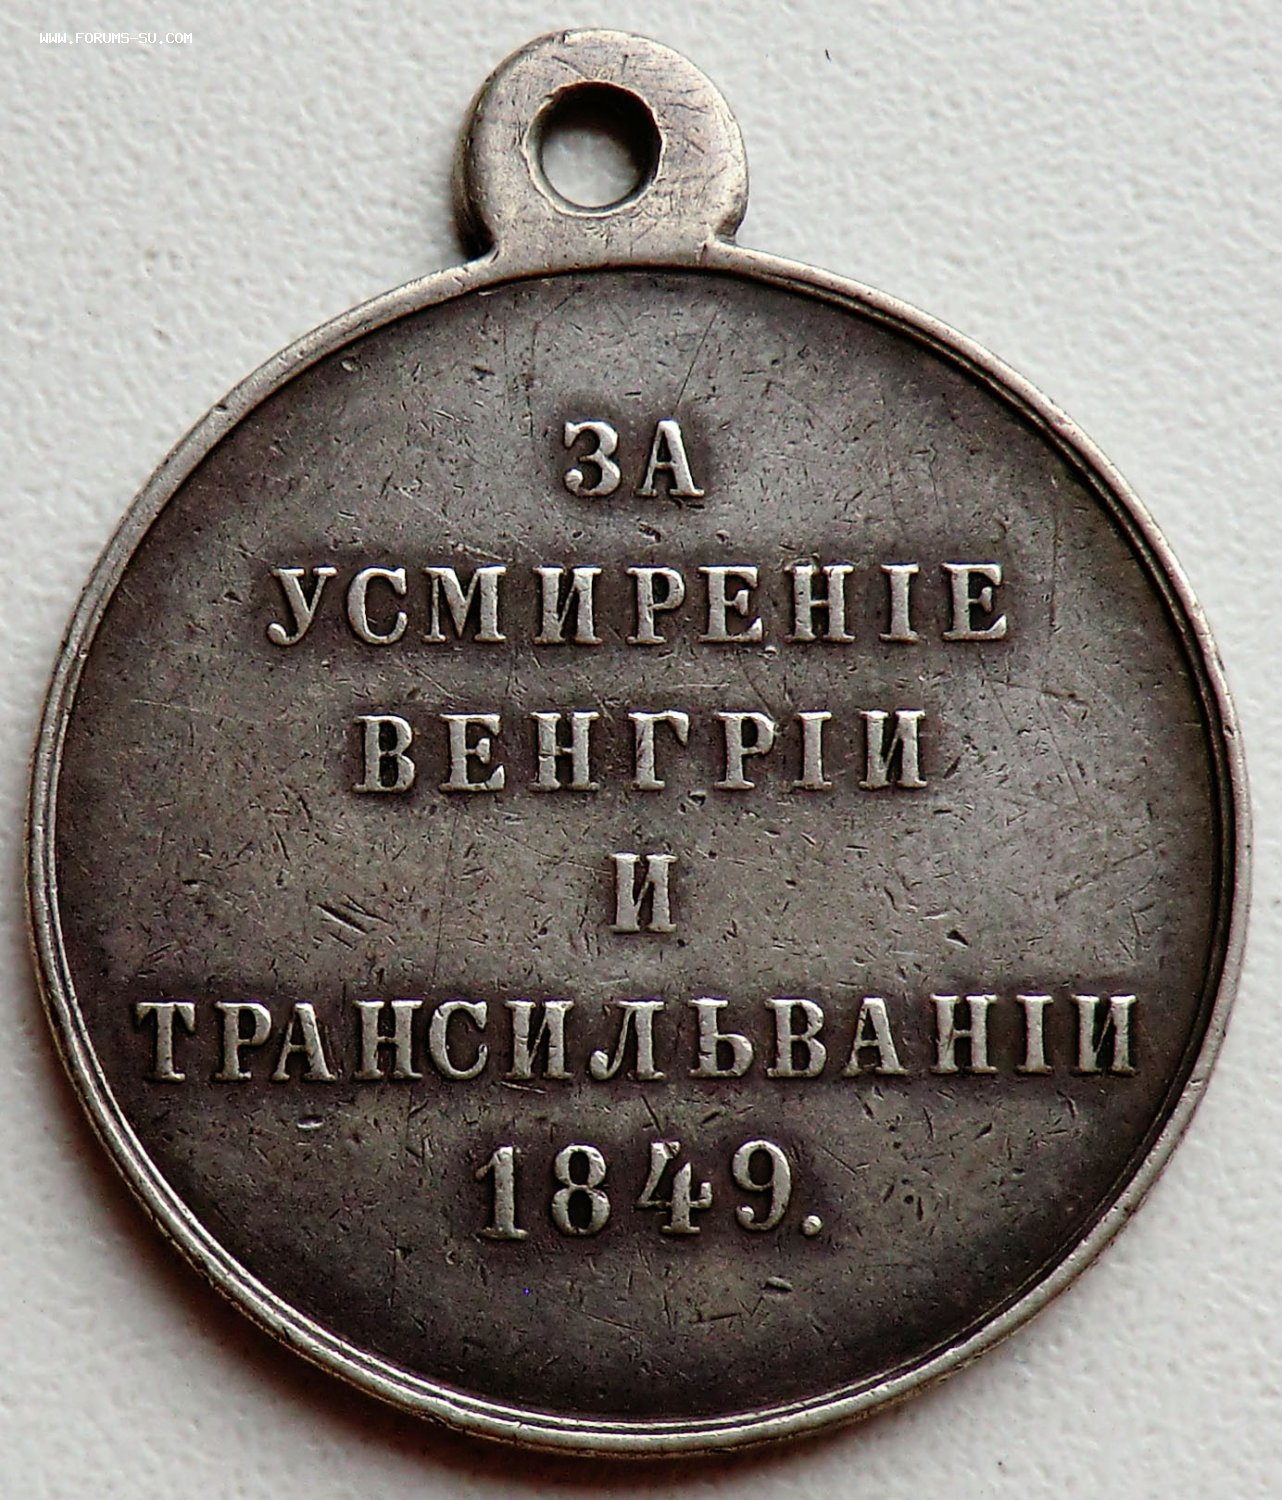 WWW.FORUMS-SU.COM
ЗА
УСМИРЕНІЕ
ВЕНГРІИ
И
ТРАНСИЛЬВАНІИ
1849.